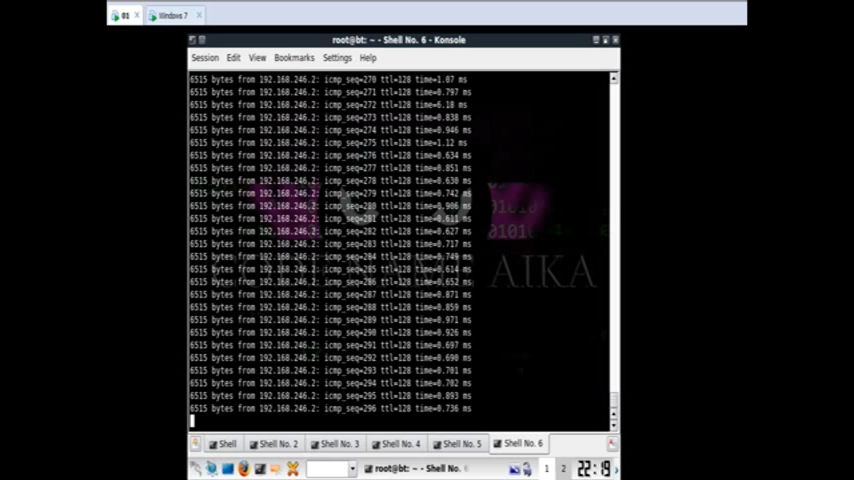 01 Windows 7
root@bt: ~ - Shell No. 6 - Konsole
Session Edit View Bookmarks Settings Help
6515 bytes from 192.168.246.2: icmp_seq=270 ttl=128 time=1.07 ms
6515 bytes from 192.168.246.2: icmp_seq=271 ttl=128 time=0.797 ms
6515 bytes from 192.168.246.2: icmp_seq=272 ttl=128 time=6.18 ms
6515 bytes from 192.168.246.2: icmp_seq=273 ttl=128 time=0.838 ms
6515 bytes from 192.168.246.2: icmp_seq=274 ttl=128 time=0.946 ms
6515 bytes from 192.168.246.2: icmp_seq=275 ttl=128 time=1.12 ms
6515 bytes from 192.168.246.2: icmp_seq=276 ttl=128 time=0.634 ms
6515 bytes from 192.168.246.2: icmp_seq=277 ttl=128 time=0.851 ms
6515 bytes from 192.168.246.2: icmp_seq=278 ttl=128 time=0.630 ms
6515 bytes from 192.168.246.2: icmp_seq=279 ttl=128 time=0.742 ms
6515 bytes from 192.168.246.2: icmp_seq=280 ttl=128 time=0.906 ms
6515 bytes from 192.168.246.2: icmp_seq=281 ttl=128 time=0.611 ms
6515 bytes from 192.168.246.2: icmp_seq=282 ttl=128 time=0.627 ms
6515 bytes from 192.168.246.2: icmp_seq=283 ttl=128 time=0.717 ms
6515 bytes from 192.168.246.2: icmp_seq=284 ttl=128 time=0.749 ms
6515 bytes from 192.168.246.2: icmp_seq=285 ttl=128 time=0.614 ms
6515 bytes from 192.168.246.2: icmp_seq=286 ttl=128 time=0.652 ms
6515 bytes from 192.168.246.2: icmp_seq=287 ttl=128 time=0.871 ms
6515 bytes from 192.168.246.2: icmp_seq=288 ttl=128 time=0.859 ms
6515 bytes from 192.168.246.2: icmp_seq=289 ttl=128 time=0.971 ms
6515 bytes from 192.168.246.2: icmp_seq=290 ttl=128 time=0.926 ms
6515 bytes from 192.168.246.2: icmp_seq=291 ttl=128 time=0.697 ms
6515 bytes from 192.168.246.2: icmp_seq=292 ttl=128 time=0.690 ms
6515 bytes from 192.168.246.2: icmp_seq=293 ttl=128 time=0.701 ms
6515 bytes from 192.168.246.2: icmp_seq=294 ttl=128 time=0.702 ms
6515 bytes from 192.168.246.2: icmp_seq=295 ttl=128 time=0.893 ms
6515 bytes from 192.168.246.2: icmp_seq=296 ttl=128 time=0.736 ms
Shell Shell No. 2 Shell No. 3 Shell No. 4 Shell No. 5 Shell No. 6
root@bt: ~ - Shell No. 6 1 2 22:19